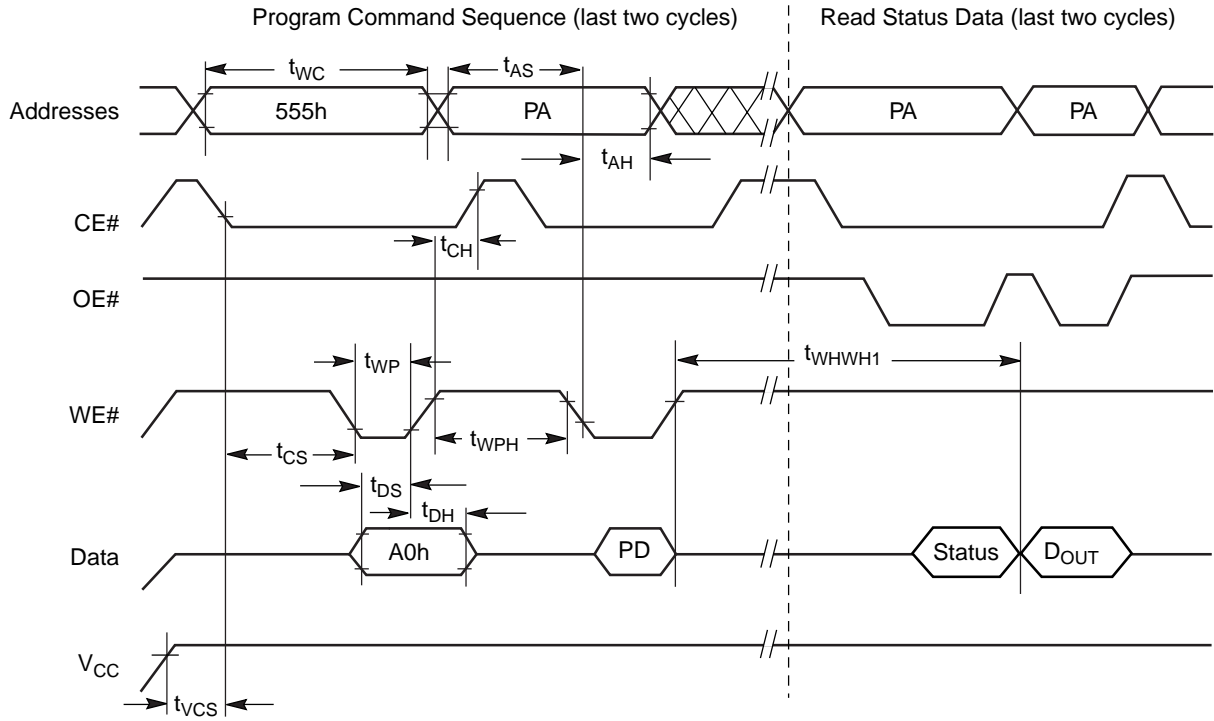 Program Command Sequence (last two cycles)
Read Status Data (last two cycles)
tWC
tAS
Addresses
555h
PA
PA
PA
tAH
CE#
tCH
OE#
tWP
tWHWH1
WE#
tCS
tWPH
tDS
tDH
Data
A0h
PD
Status
DOUT
VCC
tVCS